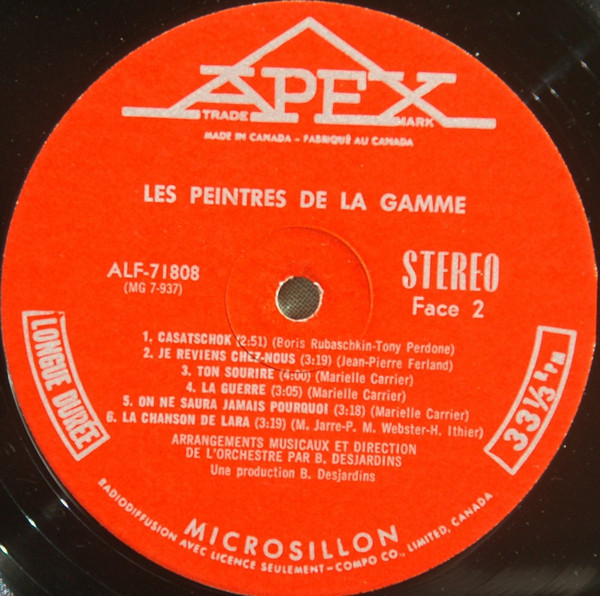 APEX
TRADE MARK
MADE IN CANADA – FABRIQUÉ AU CANADA
LES PEINTRES DE LA GAMME
ALF-71808
(MG 7-937)
STEREO
Face 2
1. CASATSCHOK (2:51) (Boris Rubaschkin-Tony Perdone)
2. JE REVIENS CHEZ-NOUS (3:19) (Jean-Pierre Ferland)
3. TON SOURIRE (4:00) (Marielle Carrier)
4. LA GUERRE (3:05) (Marielle Carrier)
5. ON NE SAURA JAMAIS POURQUOI (3:18) (Marielle Carrier)
6. LA CHANSON DE LARA (3:19) (M. Jarre-P. M. Webster-H. Ithier)
ARRANGEMENTS MUSICAUX ET DIRECTION
DE L'ORCHESTRE PAR B. DESJARDINS
Une production B. Desjardins
LONGUE DURÉE
33 1/3 r.p.m.
MICROSILLON
RADIODIFFUSION AVEC LICENCE SEULEMENT–COMPO CO., LIMITED, CANADA